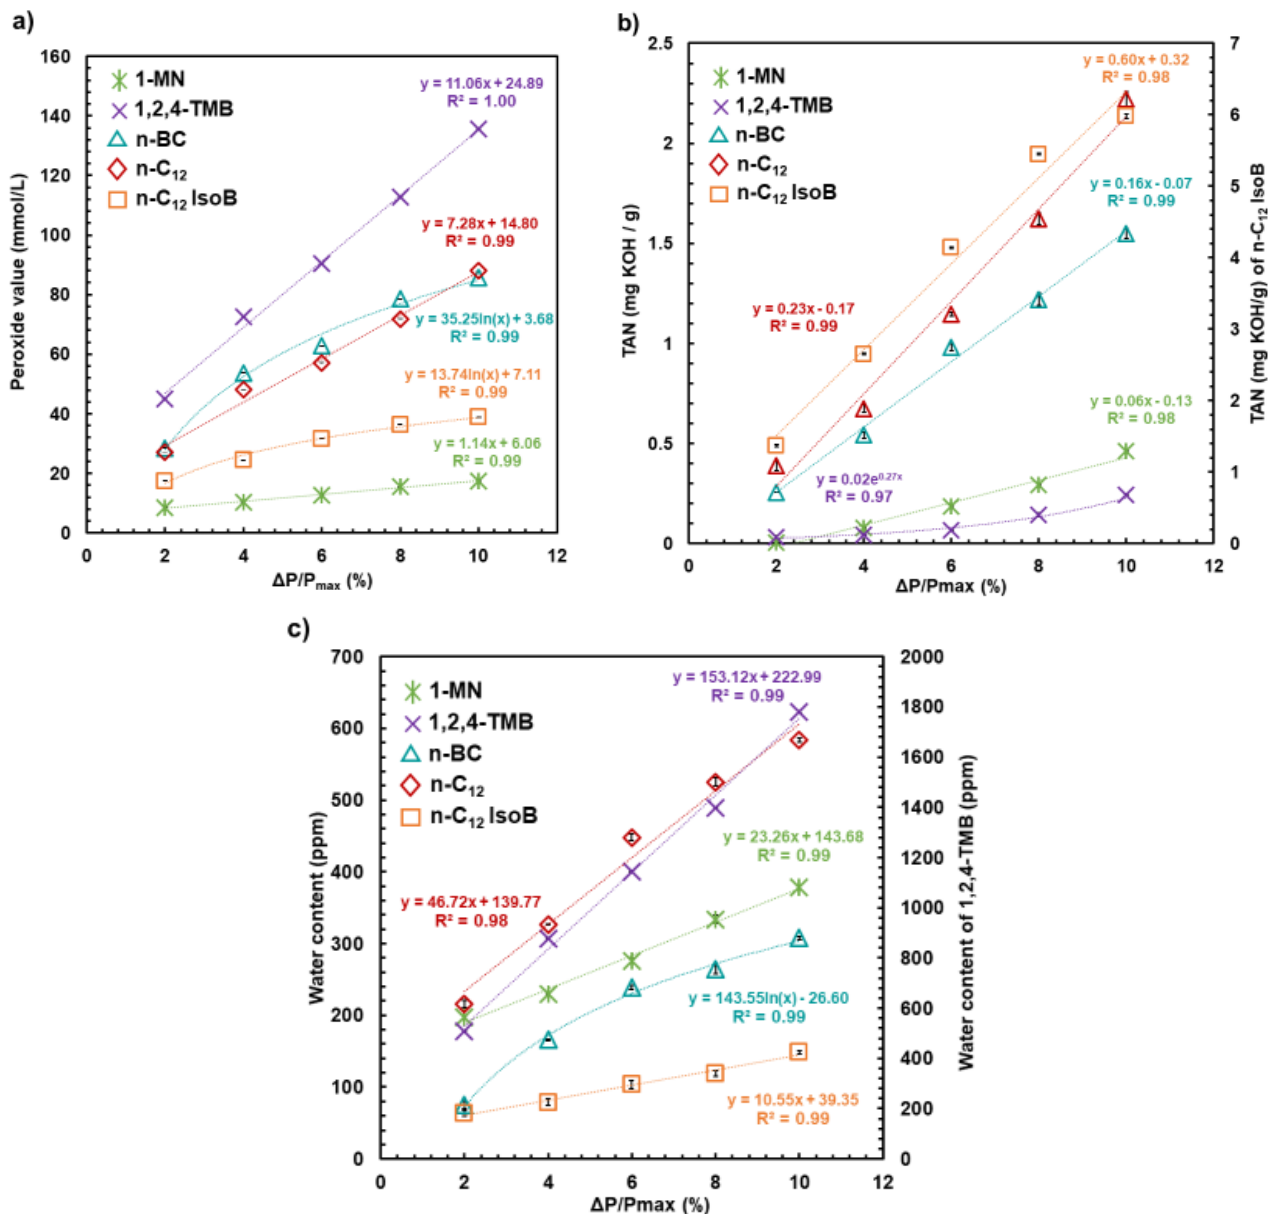 a)
Peroxide value (mmol/L)
160
140
120
100
80
60
40
20
0
1-MN
1,2,4-TMB
n-BC
n-C₁₂
n-C₁₂ IsoB
y = 11.06x + 24.89
R² = 1.00
y = 7.28x + 14.80
R² = 0.99
y = 35.25ln(x) + 3.68
R² = 0.99
y = 13.74ln(x) + 7.11
R² = 0.99
y = 1.14x + 6.06
R² = 0.99
0 2 4 6 8 10 12
ΔP/Pₘₐₓ (%)
b)
TAN (mg KOH / g)
2.5
2
1.5
1
0.5
0
1-MN
1,2,4-TMB
n-BC
n-C₁₂
n-C₁₂ IsoB
y = 0.60x + 0.32
R² = 0.98
y = 0.16x - 0.07
R² = 0.99
y = 0.23x - 0.17
R² = 0.99
y = 0.06x - 0.13
R² = 0.98
y = 0.02e⁰·²⁷ˣ
R² = 0.97
7
6
5
4
3
2
1
0
TAN (mg KOH/g) of n-C₁₂ IsoB
0 2 4 6 8 10 12
ΔP/Pmax (%)
c)
Water content (ppm)
700
600
500
400
300
200
100
0
1-MN
1,2,4-TMB
n-BC
n-C₁₂
n-C₁₂ IsoB
y = 153.12x + 222.99
R² = 0.99
y = 23.26x + 143.68
R² = 0.99
y = 46.72x + 139.77
R² = 0.98
y = 143.55ln(x) - 26.60
R² = 0.99
y = 10.55x + 39.35
R² = 0.99
2000
1800
1600
1400
1200
1000
800
600
400
200
0
Water content of 1,2,4-TMB (ppm)
0 2 4 6 8 10 12
ΔP/Pmax (%)